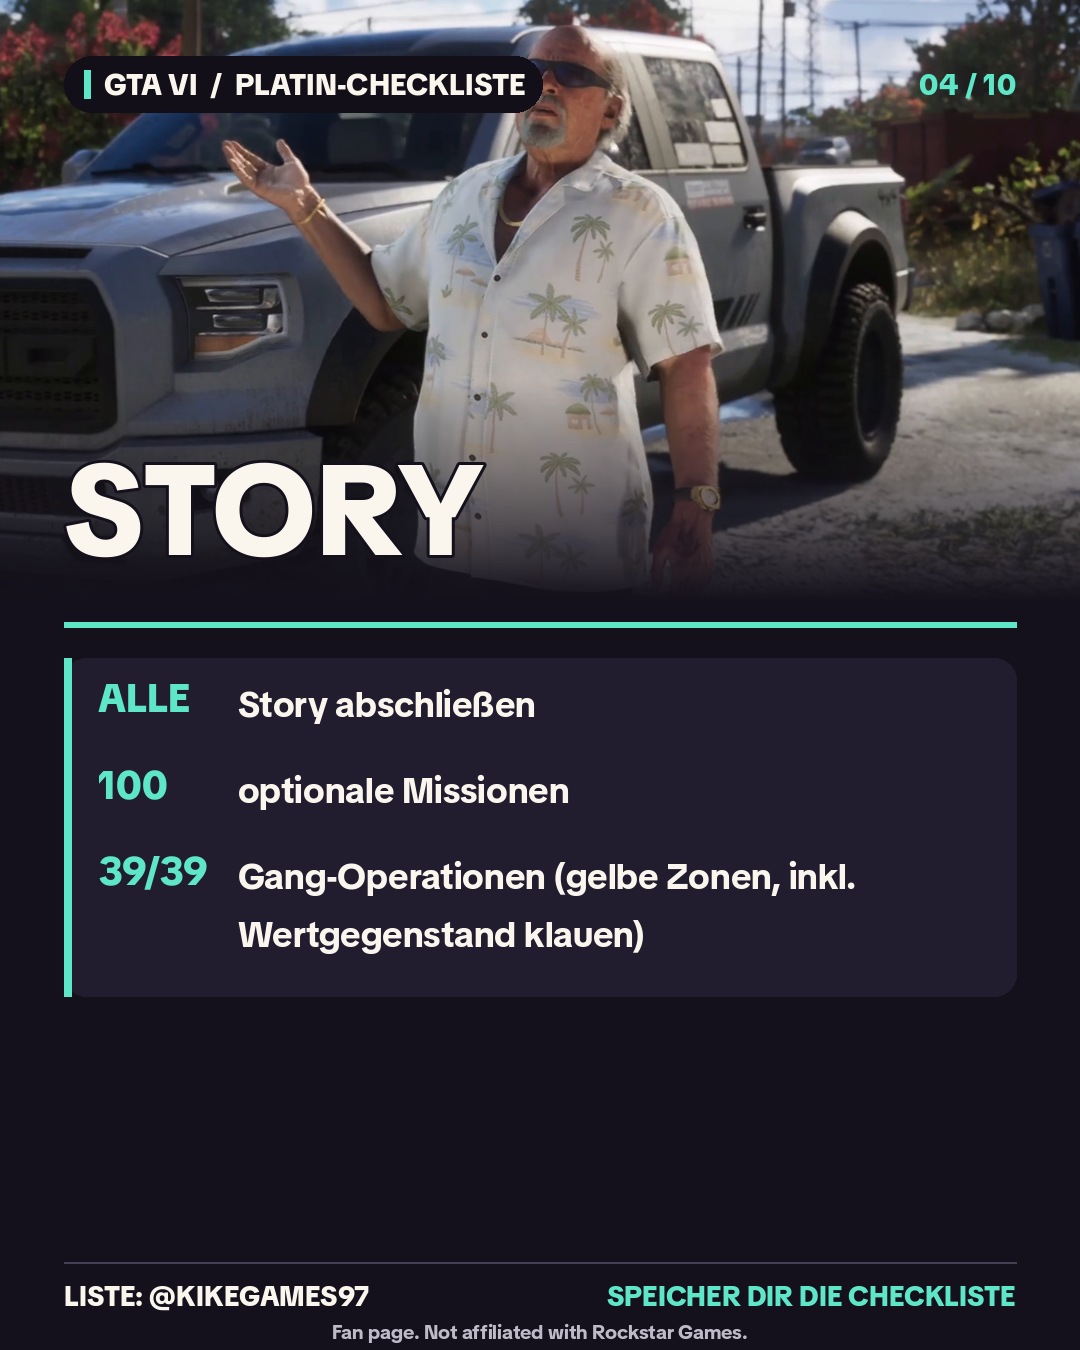 GTA VI / PLATIN-CHECKLISTE
04 / 10
STORY
ALLE Story abschließen
100 optionale Missionen
39/39 Gang-Operationen (gelbe Zonen, inkl.
Wertgegenstand klauen)
LISTE: @KIKEGAMES97
SPEICHER DIR DIE CHECKLISTE
Fan page. Not affiliated with Rockstar Games.